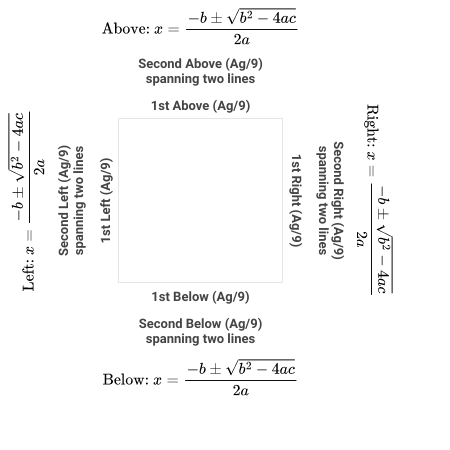 Above: x = \frac{-b \pm \sqrt{b^2 - 4ac}}{2a}
Second Above (Ag/9)
spanning two lines
1st Above (Ag/9)
Left: x = \frac{-b \pm \sqrt{b^2 - 4ac}}{2a}
Second Left (Ag/9)
spanning two lines
1st Left (Ag/9)
1st Right (Ag/9)
Second Right (Ag/9)
spanning two lines
Right: x = \frac{-b \pm \sqrt{b^2 - 4ac}}{2a}
1st Below (Ag/9)
Second Below (Ag/9)
spanning two lines
Below: x = \frac{-b \pm \sqrt{b^2 - 4ac}}{2a}